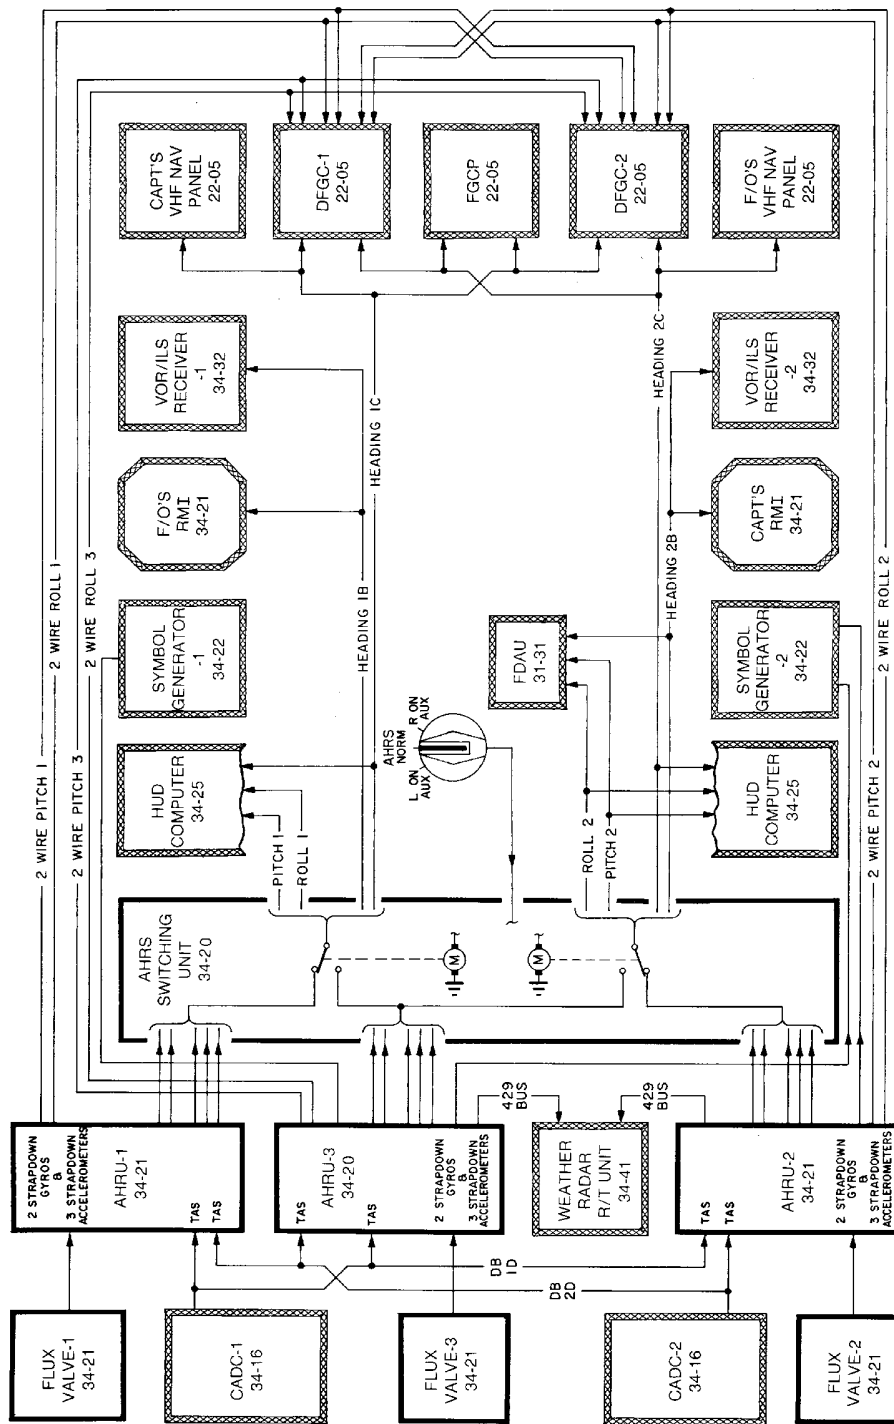 2 WIRE PITCH 1
2 WIRE ROLL 1
2 WIRE PITCH 3
2 WIRE ROLL 3
FLUX
VALVE-1
34-21
CADC-1
34-16
FLUX
VALVE-3
34-21
CADC-2
34-16
FLUX
VALVE-2
34-21
DB
1D
DB
2D
2 STRAPDOWN
GYROS
&
3 STRAPDOWN
ACCELEROMETERS
AHRU-1
34-21
TAS
TAS
AHRU-3
34-20
TAS
TAS
2 STRAPDOWN
GYROS
&
3 STRAPDOWN
ACCELEROMETERS
429
BUS
WEATHER
RADAR
R/T UNIT
34-41
429
BUS
TAS
TAS
AHRU-2
34-21
2 STRAPDOWN
GYROS
&
3 STRAPDOWN
ACCELEROMETERS
AHRS
SWITCHING
UNIT
34-20
M
M
PITCH 1
ROLL 1
HEADING 1B
HEADING 1C
AHRS
L ON
AUX
NORM
R ON
AUX
ROLL 2
PITCH 2
HEADING 2B
HEADING 2C
HUD
COMPUTER
34-25
SYMBOL
GENERATOR
-1
34-22
F/O'S
RMI
34-21
VOR/ILS
RECEIVER
-1
34-32
FDAU
31-31
HUD
COMPUTER
34-25
SYMBOL
GENERATOR
-2
34-22
CAPT'S
RMI
34-21
VOR/ILS
RECEIVER
-2
34-32
CAPT'S
VHF NAV
PANEL
22-05
DFGC-1
22-05
FGCP
22-05
DFGC-2
22-05
F/O'S
VHF NAV
PANEL
22-05
2 WIRE PITCH 2
2 WIRE ROLL 2